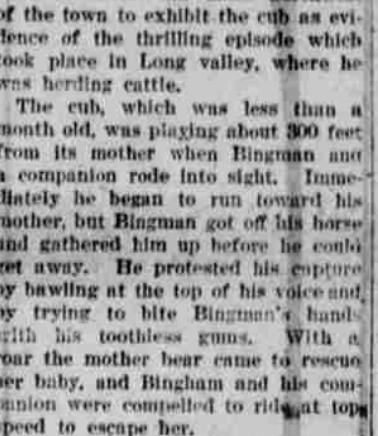 of the town to exhibit the cub as evi-
dence of the thrilling episode which
took place in Long valley, where he
was herding cattle.
The cub, which was less than a
month old, was playing about 300 feet
from its mother when Bingman and
a companion rode into sight. Imme-
diately he began to run toward his
mother, but Bingman got off his horse
and gathered him up before he could
get away. He protested his capture
by bawling at the top of his voice and
by trying to bite Bingman's hands
with his toothless gums. With a
roar the mother bear came to rescue
her baby, and Bingham and his com-
panion were compelled to ride at top
speed to escape her.